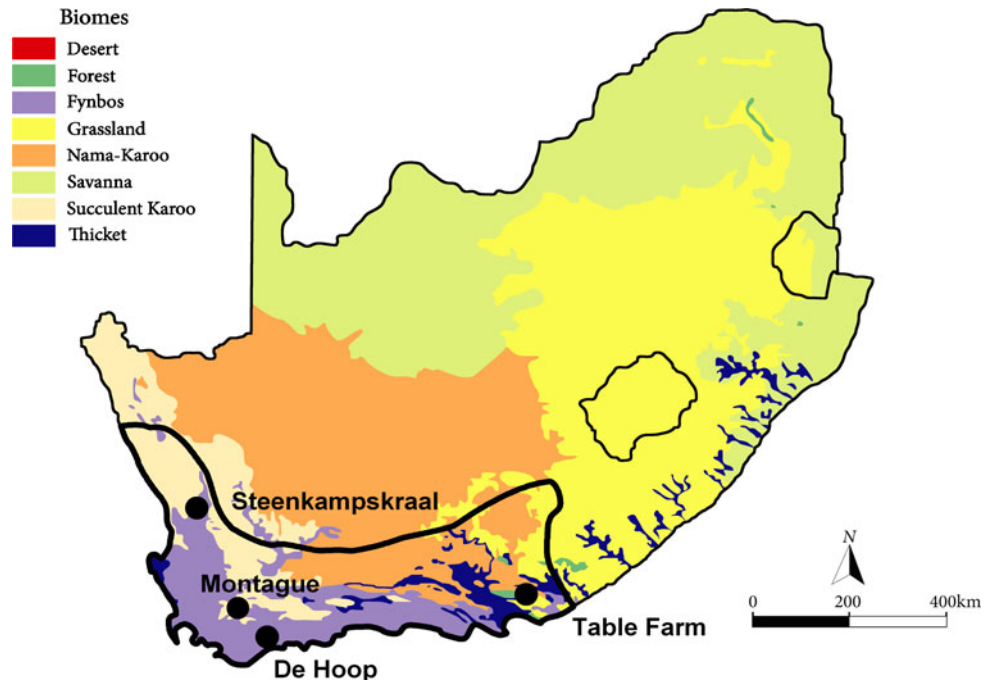 Biomes
Desert
Forest
Fynbos
Grassland
Nama-Karoo
Savanna
Succulent Karoo
Thicket
Steenkampskraal
Montague
De Hoop
Table Farm
N
0 200 400km